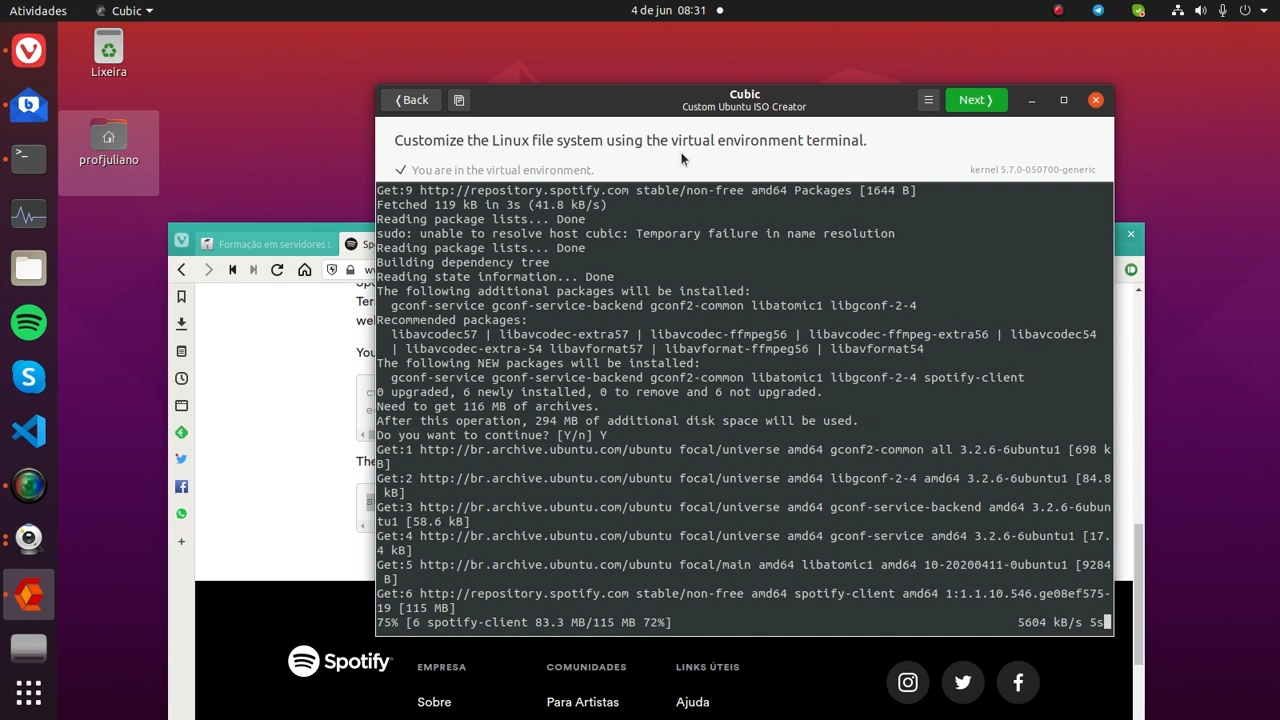 Atividades
Cubic
4 de jun 08:31
Lixeira
profjuliano
Back
Cubic
Custom Ubuntu ISO Creator
Next
Customize the Linux file system using the virtual environment terminal.
You are in the virtual environment.
kernel 5.7.0-050700-generic
Get:9 http://repository.spotify.com stable/non-free amd64 Packages [1644 B]
Fetched 119 kB in 3s (41.8 kB/s)
Reading package lists... Done
sudo: unable to resolve host cubic: Temporary failure in name resolution
Reading package lists... Done
Building dependency tree
Reading state information... Done
The following additional packages will be installed:
gconf-service gconf-service-backend gconf2-common libatomic1 libgconf-2-4
Recommended packages:
libavcodec57 | libavcodec-extra57 | libavcodec-ffmpeg56 | libavcodec-ffmpeg-extra56 | libavcodec54
| libavcodec-extra-54 libavformat57 | libavformat-ffmpeg56 | libavformat54
The following NEW packages will be installed:
gconf-service gconf-service-backend gconf2-common libatomic1 libgconf-2-4 spotify-client
0 upgraded, 6 newly installed, 0 to remove and 6 not upgraded.
Need to get 116 MB of archives.
After this operation, 294 MB of additional disk space will be used.
Do you want to continue? [Y/n] Y
Get:1 http://br.archive.ubuntu.com/ubuntu focal/universe amd64 gconf2-common all 3.2.6-6ubuntu1 [698 k
B]
Get:2 http://br.archive.ubuntu.com/ubuntu focal/universe amd64 libgconf-2-4 amd64 3.2.6-6ubuntu1 [84.8
kB]
Get:3 http://br.archive.ubuntu.com/ubuntu focal/universe amd64 gconf-service-backend amd64 3.2.6-6ubun
tu1 [58.6 kB]
Get:4 http://br.archive.ubuntu.com/ubuntu focal/universe amd64 gconf-service amd64 3.2.6-6ubuntu1 [17.
4 kB]
Get:5 http://br.archive.ubuntu.com/ubuntu focal/main amd64 libatomic1 amd64 10-20200411-0ubuntu1 [9284
B]
Get:6 http://repository.spotify.com stable/non-free amd64 spotify-client amd64 1:1.1.10.546.ge08ef575-
19 [115 MB]
75% [6 spotify-client 83.3 MB/115 MB 72%]
5604 kB/s 5s
Formação em servidores L
Spo
ww
Sp
Ter
wel
You
The
Spotify
EMPRESA
COMUNIDADES
LINKS ÚTEIS
Sobre
Para Artistas
Ajuda